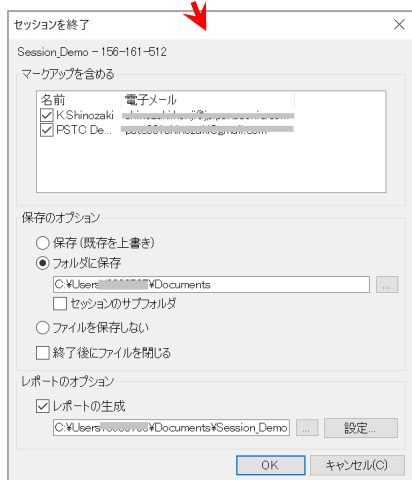 セッションを終了
Session_Demo - 156-161-512
マークアップを含める
名前 電子メール
K.Shinozaki
PSTC De...
保存のオプション
保存 (既存を上書き)
フォルダに保存
C:¥Users ¥Documents
...
セッションのサブフォルダ
ファイルを保存しない
終了後にファイルを閉じる
レポートのオプション
レポートの生成
C:¥Users ¥Documents¥Session_Demo ... 設定...
OK キャンセル(C)